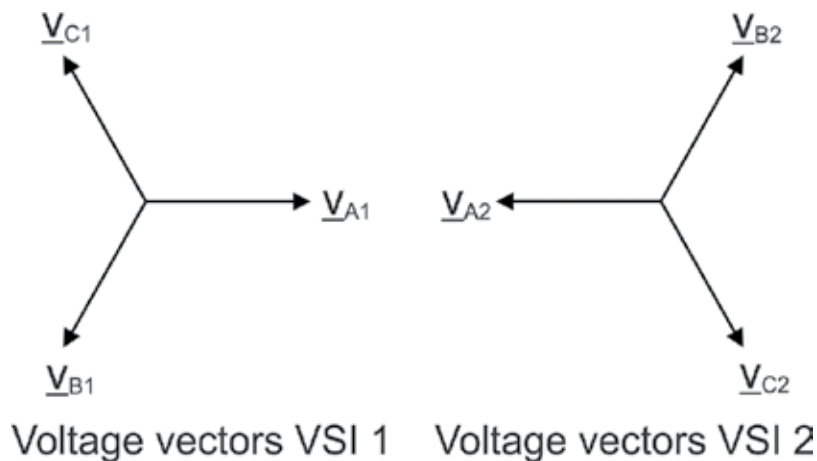 V_C1
V_B2
V_A1
V_A2
V_B1
V_C2
Voltage vectors VSI 1
Voltage vectors VSI 2